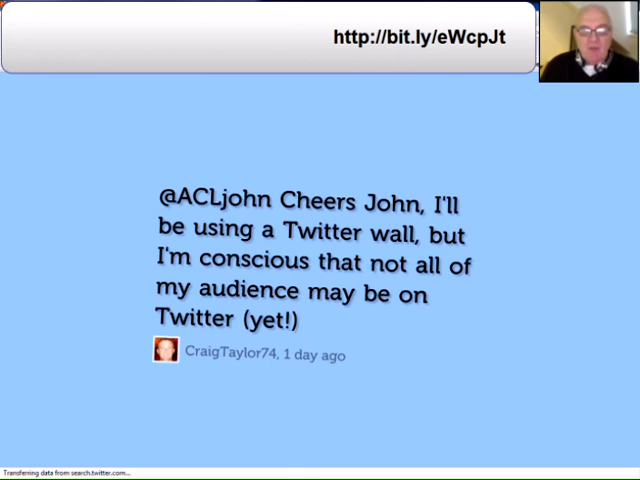 http://bit.ly/eWcpJt
@ACLjohn Cheers John, I'll
be using a Twitter wall, but
I'm conscious that not all of
my audience may be on
Twitter (yet!)
CraigTaylor74, 1 day ago
Transferring data from search.twitter.com...